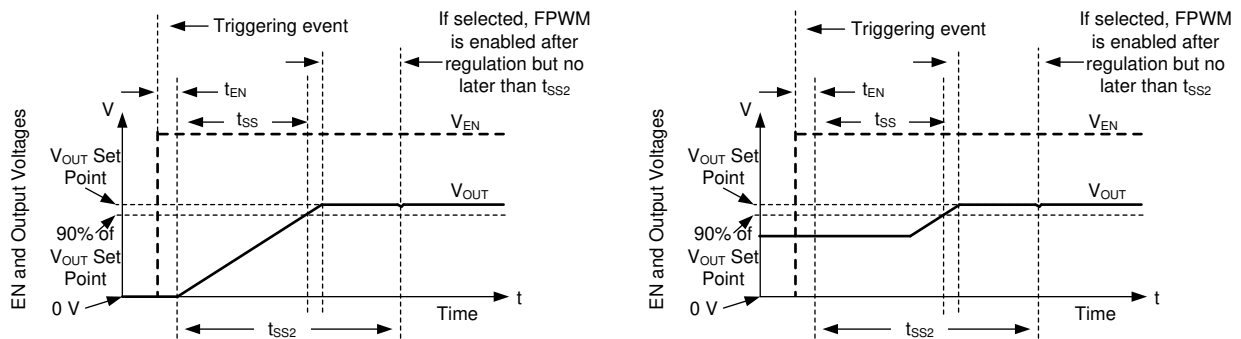 Triggering event
If selected, FPWM
is enabled after
regulation but no
later than tSS2
tEN
V
tSS
VEN
EN and Output Voltages
VOUT Set
Point
VOUT
90% of
VOUT Set
Point
0 V
t
Time
tSS2
Triggering event
If selected, FPWM
is enabled after
regulation but no
later than tSS2
tEN
V
tSS
VEN
EN and Output Voltages
VOUT Set
Point
VOUT
90% of
VOUT Set
Point
0 V
t
Time
tSS2